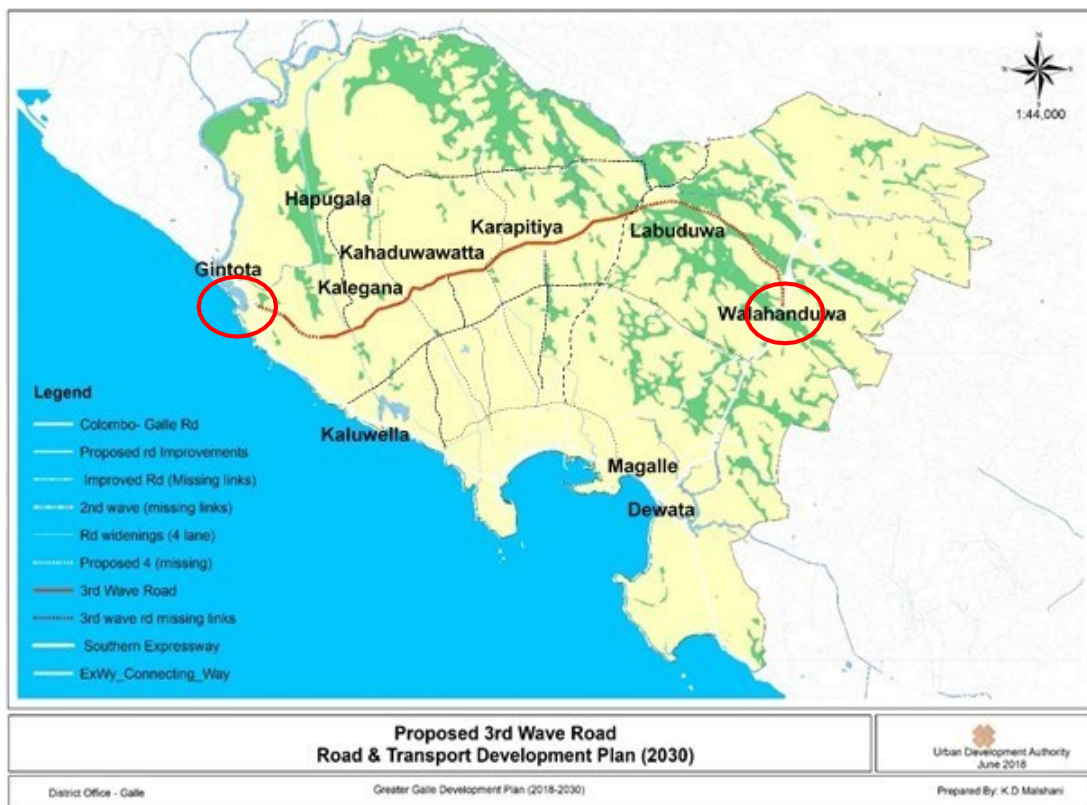 N
1:44,000
Hapugala
Karapitiya
Labuduwa
Kahaduwawatta
Gintota
Kalegana
Walahanduwa
Legend
Colombo- Galle Rd
Proposed rd Improvements
Improved Rd (Missing links)
2nd wave (missing links)
Rd widenings (4 lane)
Proposed 4 (missing)
3rd Wave Road
3rd wave rd missing links
Southern Expressway
ExWy_Connecting_Way
Kaluwella
Magalle
Dewata
Proposed 3rd Wave Road
Road & Transport Development Plan (2030)
Urban Development Authority
June 2018
District Office - Galle
Greater Galle Development Plan (2018-2030)
Prepared By: K.D Malshani